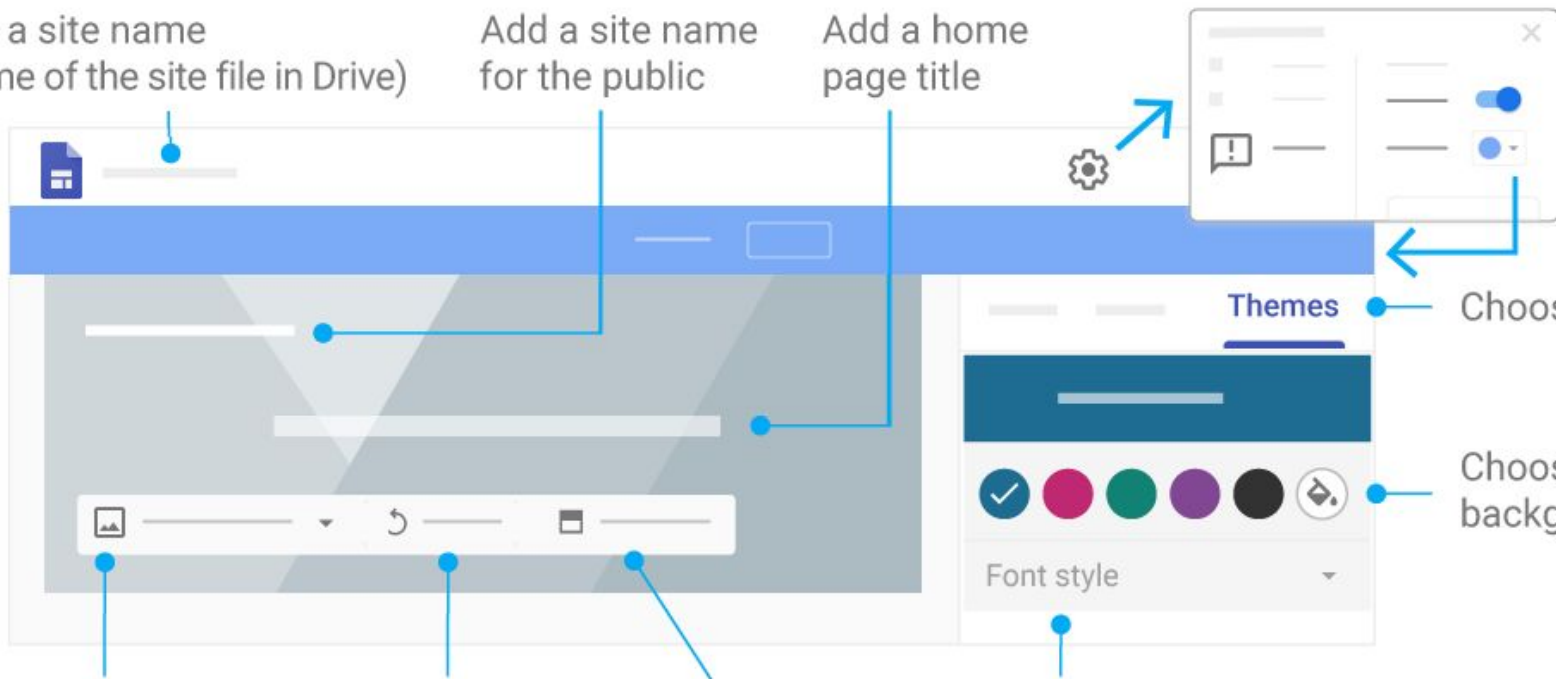 a site name
me of the site file in Drive)
Add a site name
for the public
Add a home
page title
Themes
Font style